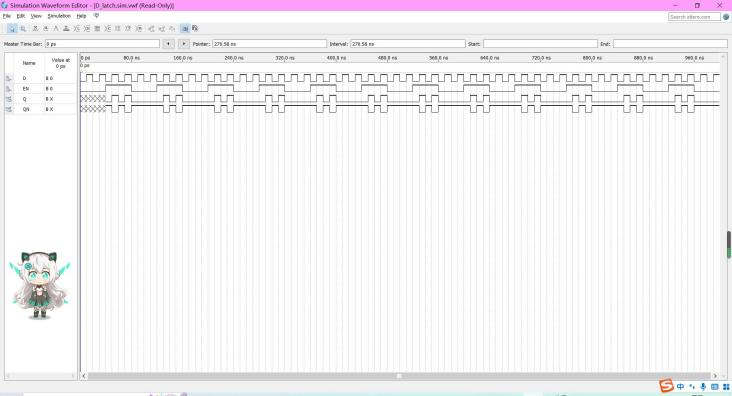 Simulation Waveform Editor - [D_latch.sim.vwf (Read-Only)]
File Edit View Simulation Help
Search altera.com
Master Time Bar: 0 ps Pointer: 276.58 ns Interval: 276.58 ns Start: End:
Name Value at 0 ps
0 ps 80.0 ns 160.0 ns 240.0 ns 320.0 ns 400.0 ns 480.0 ns 560.0 ns 640.0 ns 720.0 ns 800.0 ns 880.0 ns 960.0 ns
0 ps
D B 0
EN B 0
Q B X
QN B X
中